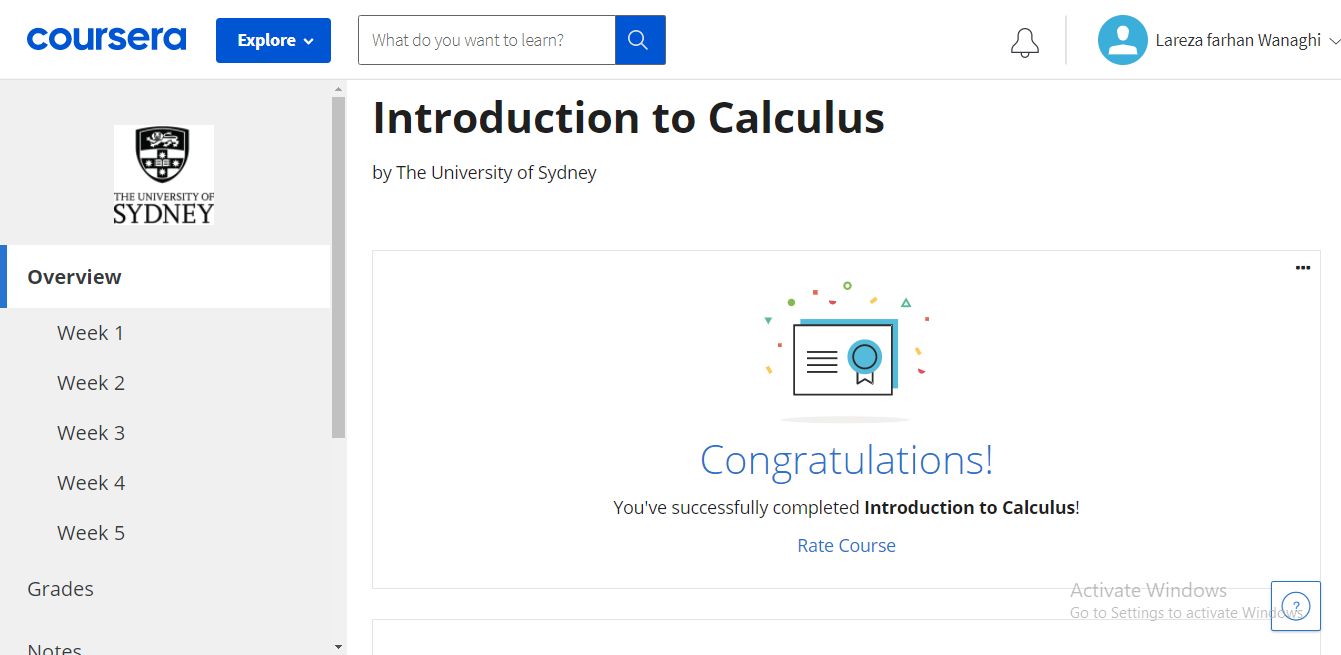 coursera
Explore
What do you want to learn?
Lareza farhan Wanaghi
THE UNIVERSITY OF
SYDNEY
Overview
Week 1
Week 2
Week 3
Week 4
Week 5
Grades
Notes
Introduction to Calculus
by The University of Sydney
Congratulations!
You've successfully completed Introduction to Calculus!
Rate Course
Activate Windows
Go to Settings to activate Windows.
?